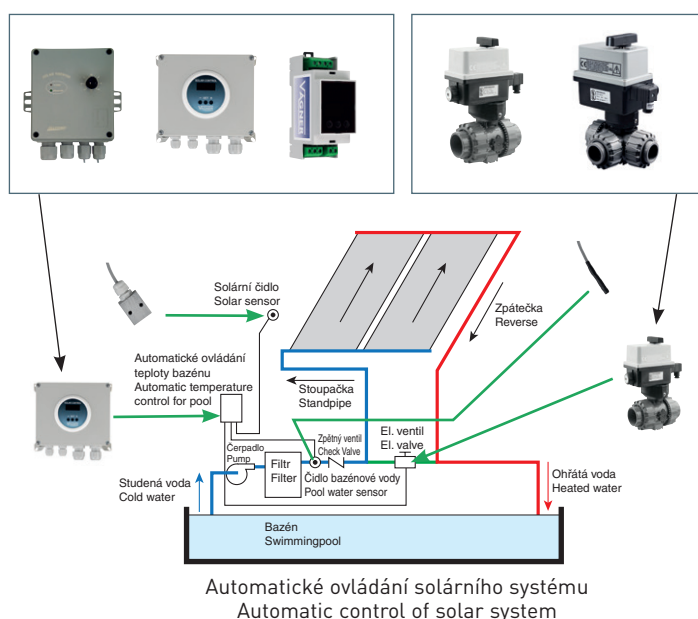 VÁGNER
Solární čidlo
Solar sensor
Zpátečka
Reverse
Automatické ovládání
teploty bazénu
Automatic temperature
control for pool
Stoupačka
Standpipe
El. ventil
El. valve
Zpětný ventil
Check Valve
Čerpadlo
Pump
Filtr
Filter
Čidlo bazénové vody
Pool water sensor
Studená voda
Cold water
Ohřátá voda
Heated water
Bazén
Swimmingpool
Automatické ovládání solárního systému
Automatic control of solar system